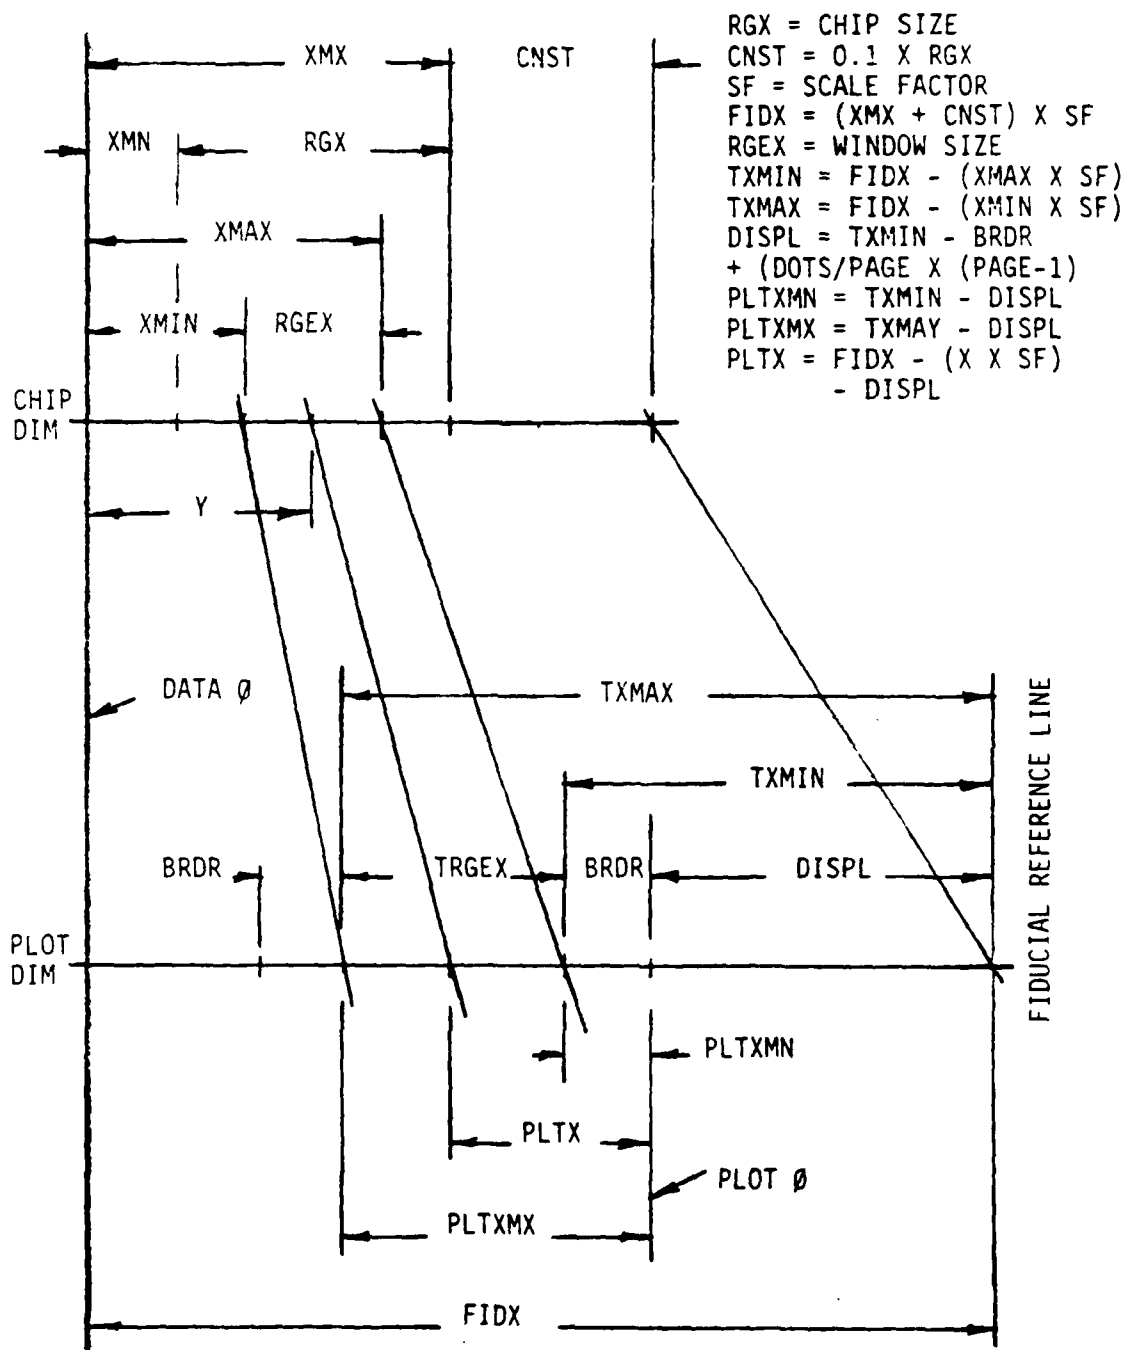 RGX = CHIP SIZE
CNST = 0.1 X RGX
SF = SCALE FACTOR
FIDX = (XMX + CNST) X SF
RGEX = WINDOW SIZE
TXMIN = FIDX - (XMAX X SF)
TXMAX = FIDX - (XMIN X SF)
DISPL = TXMIN - BRDR
+ (DOTS/PAGE X (PAGE-1)
PLTXMN = TXMIN - DISPL
PLTXMX = TXMAY - DISPL
PLTX = FIDX - (X X SF)
- DISPL
XMX
CNST
XMN
RGX
XMAX
XMIN
RGEX
CHIP
DIM
Y
DATA Ø
TXMAX
TXMIN
BRDR
TRGEX
BRDR
DISPL
FIDUCIAL REFERENCE LINE
PLOT
DIM
PLTXMN
PLTX
PLOT Ø
PLTXMX
FIDX